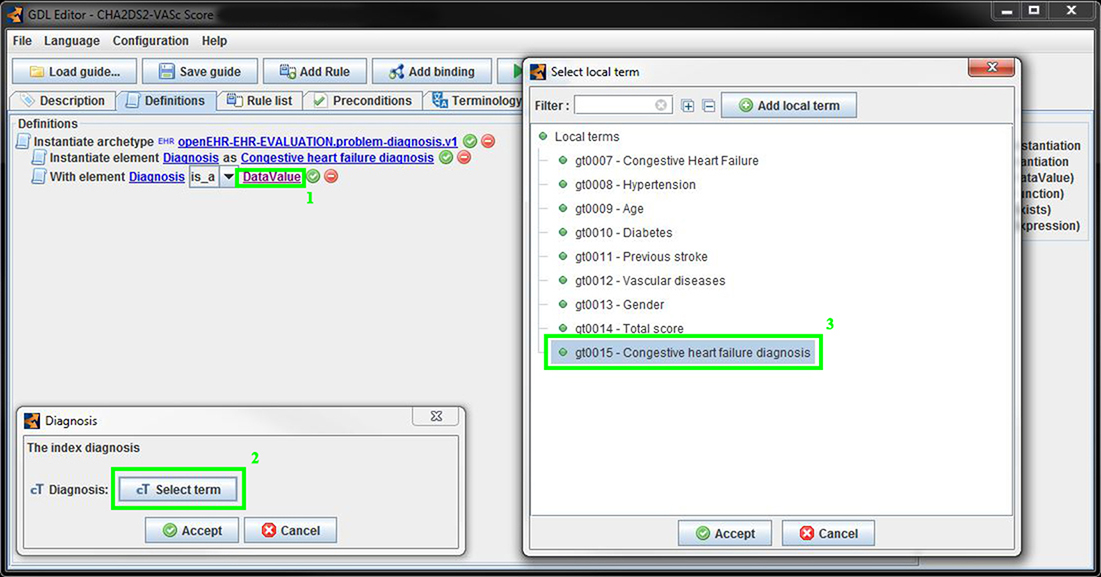 GDL Editor - CHA2DS2-VASc Score
File Language Configuration Help
Load guide... Save guide Add Rule Add binding
Description Definitions Rule list Preconditions Terminology
Definitions
Instantiate archetype EHR openEHR-EHR-EVALUATION.problem-diagnosis.v1
Instantiate element Diagnosis as Congestive heart failure diagnosis
With element Diagnosis is_a DataValue
1
Diagnosis
The index diagnosis
2
cT Diagnosis: cT Select term
Accept Cancel
Select local term
Filter : Add local term
Local terms
gt0007 - Congestive Heart Failure
gt0008 - Hypertension
gt0009 - Age
gt0010 - Diabetes
gt0011 - Previous stroke
gt0012 - Vascular diseases
gt0013 - Gender
gt0014 - Total score
3
gt0015 - Congestive heart failure diagnosis
Accept Cancel
stantiation
antiation
ataValue)
unction)
xists)
xpression)